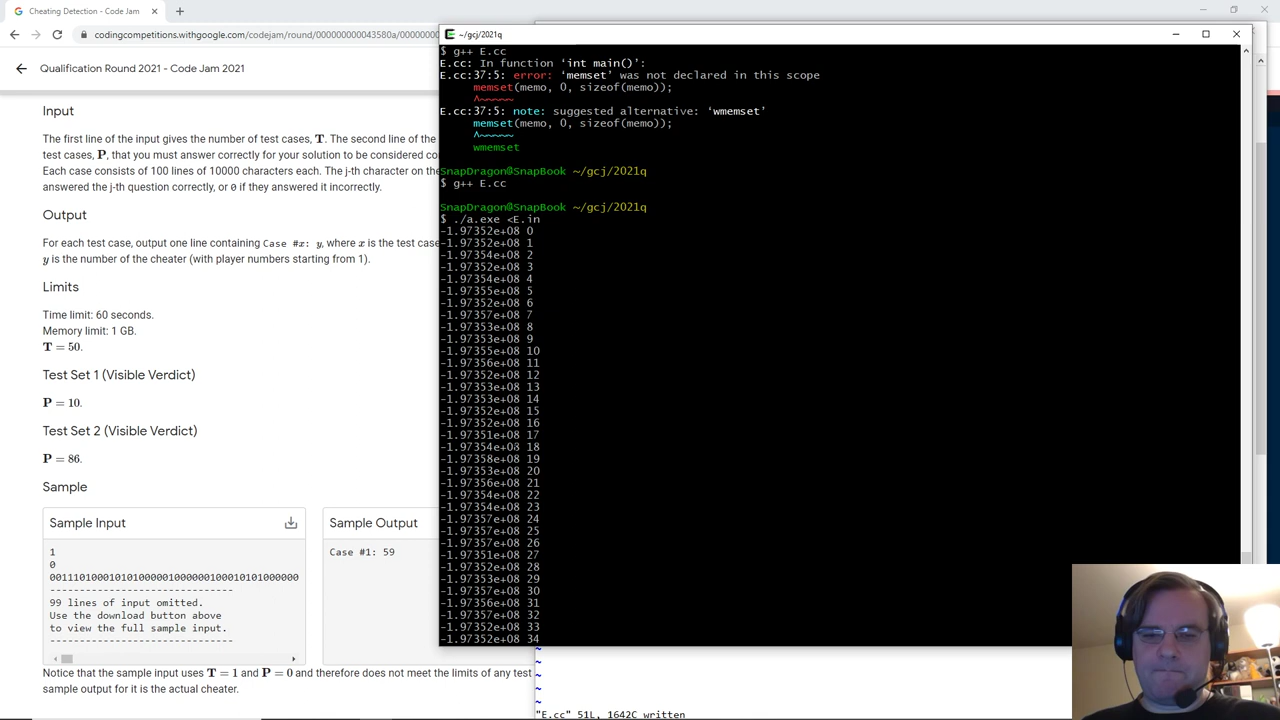 Cheating Detection - Code Jam
codingcompetitions.withgoogle.com/codejam/round/000000000043580a/0000000
Qualification Round 2021 - Code Jam 2021
Input
The first line of the input gives the number of test cases, T. The second line of the
test cases, P, that you must answer correctly for your solution to be considered co
Each case consists of 100 lines of 10000 characters each. The j-th character on the
answered the j-th question correctly, or 0 if they answered it incorrectly.
Output
For each test case, output one line containing Case #x: y, where x is the test case
y is the number of the cheater (with player numbers starting from 1).
Limits
Time limit: 60 seconds.
Memory limit: 1 GB.
T = 50.
Test Set 1 (Visible Verdict)
P = 10.
Test Set 2 (Visible Verdict)
P = 86.
Sample
Sample Input
1
0
-----------------------------
99 lines of input omitted.
Use the download button above
to view the full sample input.
-----------------------------
Sample Output
Case #1: 59
Notice that the sample input uses T = 1 and P = 0 and therefore does not meet the limits of any test
sample output for it is the actual cheater.
~/gcj/2021q
$ g++ E.cc
E.cc: In function ‘int main()’:
E.cc:37:5: error: ‘memset’ was not declared in this scope
memset(memo, 0, sizeof(memo));
^~~~~~
E.cc:37:5: note: suggested alternative: ‘wmemset’
memset(memo, 0, sizeof(memo));
^~~~~~
wmemset
SnapDragon@SnapBook ~/gcj/2021q
$ g++ E.cc
SnapDragon@SnapBook ~/gcj/2021q
$ ./a.exe <E.in
-1.97352e+08 0
-1.97352e+08 1
-1.97354e+08 2
-1.97352e+08 3
-1.97354e+08 4
-1.97355e+08 5
-1.97352e+08 6
-1.97357e+08 7
-1.97353e+08 8
-1.97353e+08 9
-1.97355e+08 10
-1.97356e+08 11
-1.97352e+08 12
-1.97353e+08 13
-1.97353e+08 14
-1.97352e+08 15
-1.97352e+08 16
-1.97351e+08 17
-1.97354e+08 18
-1.97358e+08 19
-1.97353e+08 20
-1.97356e+08 21
-1.97354e+08 22
-1.97354e+08 23
-1.97357e+08 24
-1.97357e+08 25
-1.97357e+08 26
-1.97351e+08 27
-1.97352e+08 28
-1.97353e+08 29
-1.97357e+08 30
-1.97356e+08 31
-1.97357e+08 32
-1.97352e+08 33
-1.97352e+08 34
~
~
~
~
"E.cc" 51L, 1642C written